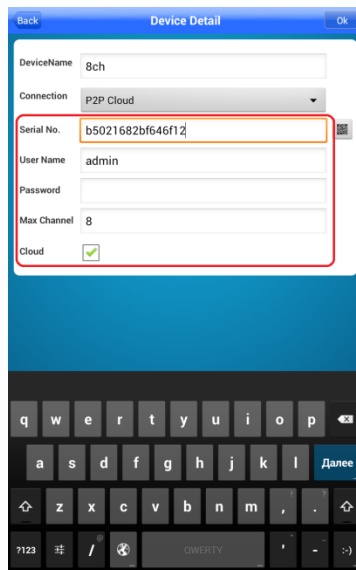 Back Device Detail Ok
DeviceName 8ch
Connection P2P Cloud
Serial No. b5021682bf646f12
User Name admin
Password
Max Channel 8
Cloud
q w e r t y u i o p
a s d f g h j k l Далее
z x c v b n m , ! . ?
?123 / @ QWERTY ' " - _ :-)